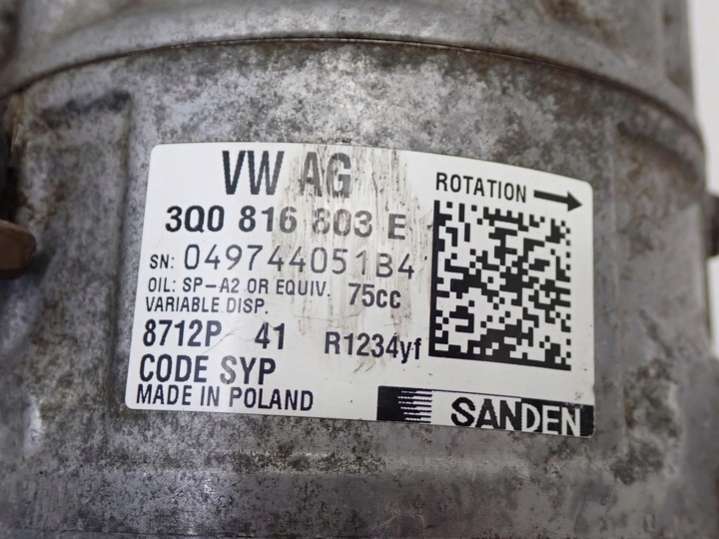 VW AG
3Q0 816 803 E
SN: 049744051B4
OIL: SP-A2 OR EQUIV. 75cc
VARIABLE DISP.
8712P 41 R1234yf
CODE SYP
MADE IN POLAND
ROTATION →
SANDEN